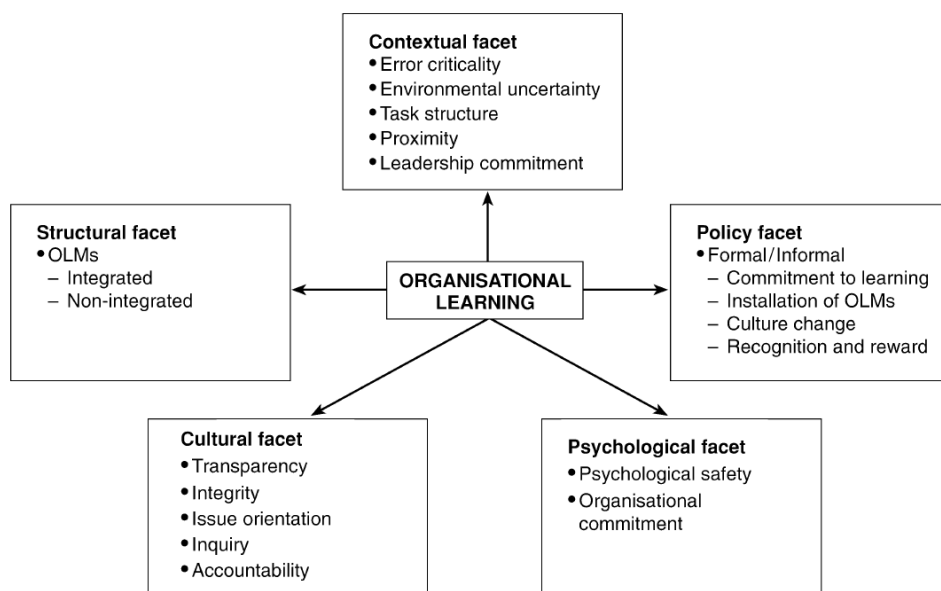 Contextual facet
• Error criticality
• Environmental uncertainty
• Task structure
• Proximity
• Leadership commitment
Structural facet
• OLMs
– Integrated
– Non-integrated
ORGANISATIONAL
LEARNING
Policy facet
• Formal/Informal
– Commitment to learning
– Installation of OLMs
– Culture change
– Recognition and reward
Cultural facet
• Transparency
• Integrity
• Issue orientation
• Inquiry
• Accountability
Psychological facet
• Psychological safety
• Organisational
commitment